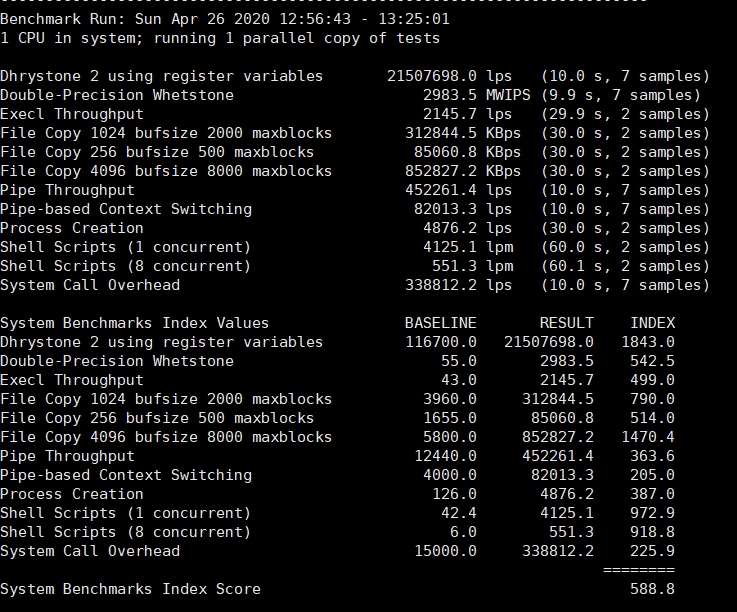 Benchmark Run: Sun Apr 26 2020 12:56:43 - 13:25:01
1 CPU in system; running 1 parallel copy of tests
Dhrystone 2 using register variables 21507698.0 lps (10.0 s, 7 samples)
Double-Precision Whetstone 2983.5 MWIPS (9.9 s, 7 samples)
Execl Throughput 2145.7 lps (29.9 s, 2 samples)
File Copy 1024 bufsize 2000 maxblocks 312844.5 KBps (30.0 s, 2 samples)
File Copy 256 bufsize 500 maxblocks 85060.8 KBps (30.0 s, 2 samples)
File Copy 4096 bufsize 8000 maxblocks 852827.2 KBps (30.0 s, 2 samples)
Pipe Throughput 452261.4 lps (10.0 s, 7 samples)
Pipe-based Context Switching 82013.3 lps (10.0 s, 7 samples)
Process Creation 4876.2 lps (30.0 s, 2 samples)
Shell Scripts (1 concurrent) 4125.1 lpm (60.0 s, 2 samples)
Shell Scripts (8 concurrent) 551.3 lpm (60.1 s, 2 samples)
System Call Overhead 338812.2 lps (10.0 s, 7 samples)
System Benchmarks Index Values BASELINE RESULT INDEX
Dhrystone 2 using register variables 116700.0 21507698.0 1843.0
Double-Precision Whetstone 55.0 2983.5 542.5
Execl Throughput 43.0 2145.7 499.0
File Copy 1024 bufsize 2000 maxblocks 3960.0 312844.5 790.0
File Copy 256 bufsize 500 maxblocks 1655.0 85060.8 514.0
File Copy 4096 bufsize 8000 maxblocks 5800.0 852827.2 1470.4
Pipe Throughput 12440.0 452261.4 363.6
Pipe-based Context Switching 4000.0 82013.3 205.0
Process Creation 126.0 4876.2 387.0
Shell Scripts (1 concurrent) 42.4 4125.1 972.9
Shell Scripts (8 concurrent) 6.0 551.3 918.8
System Call Overhead 15000.0 338812.2 225.9
========
System Benchmarks Index Score 588.8